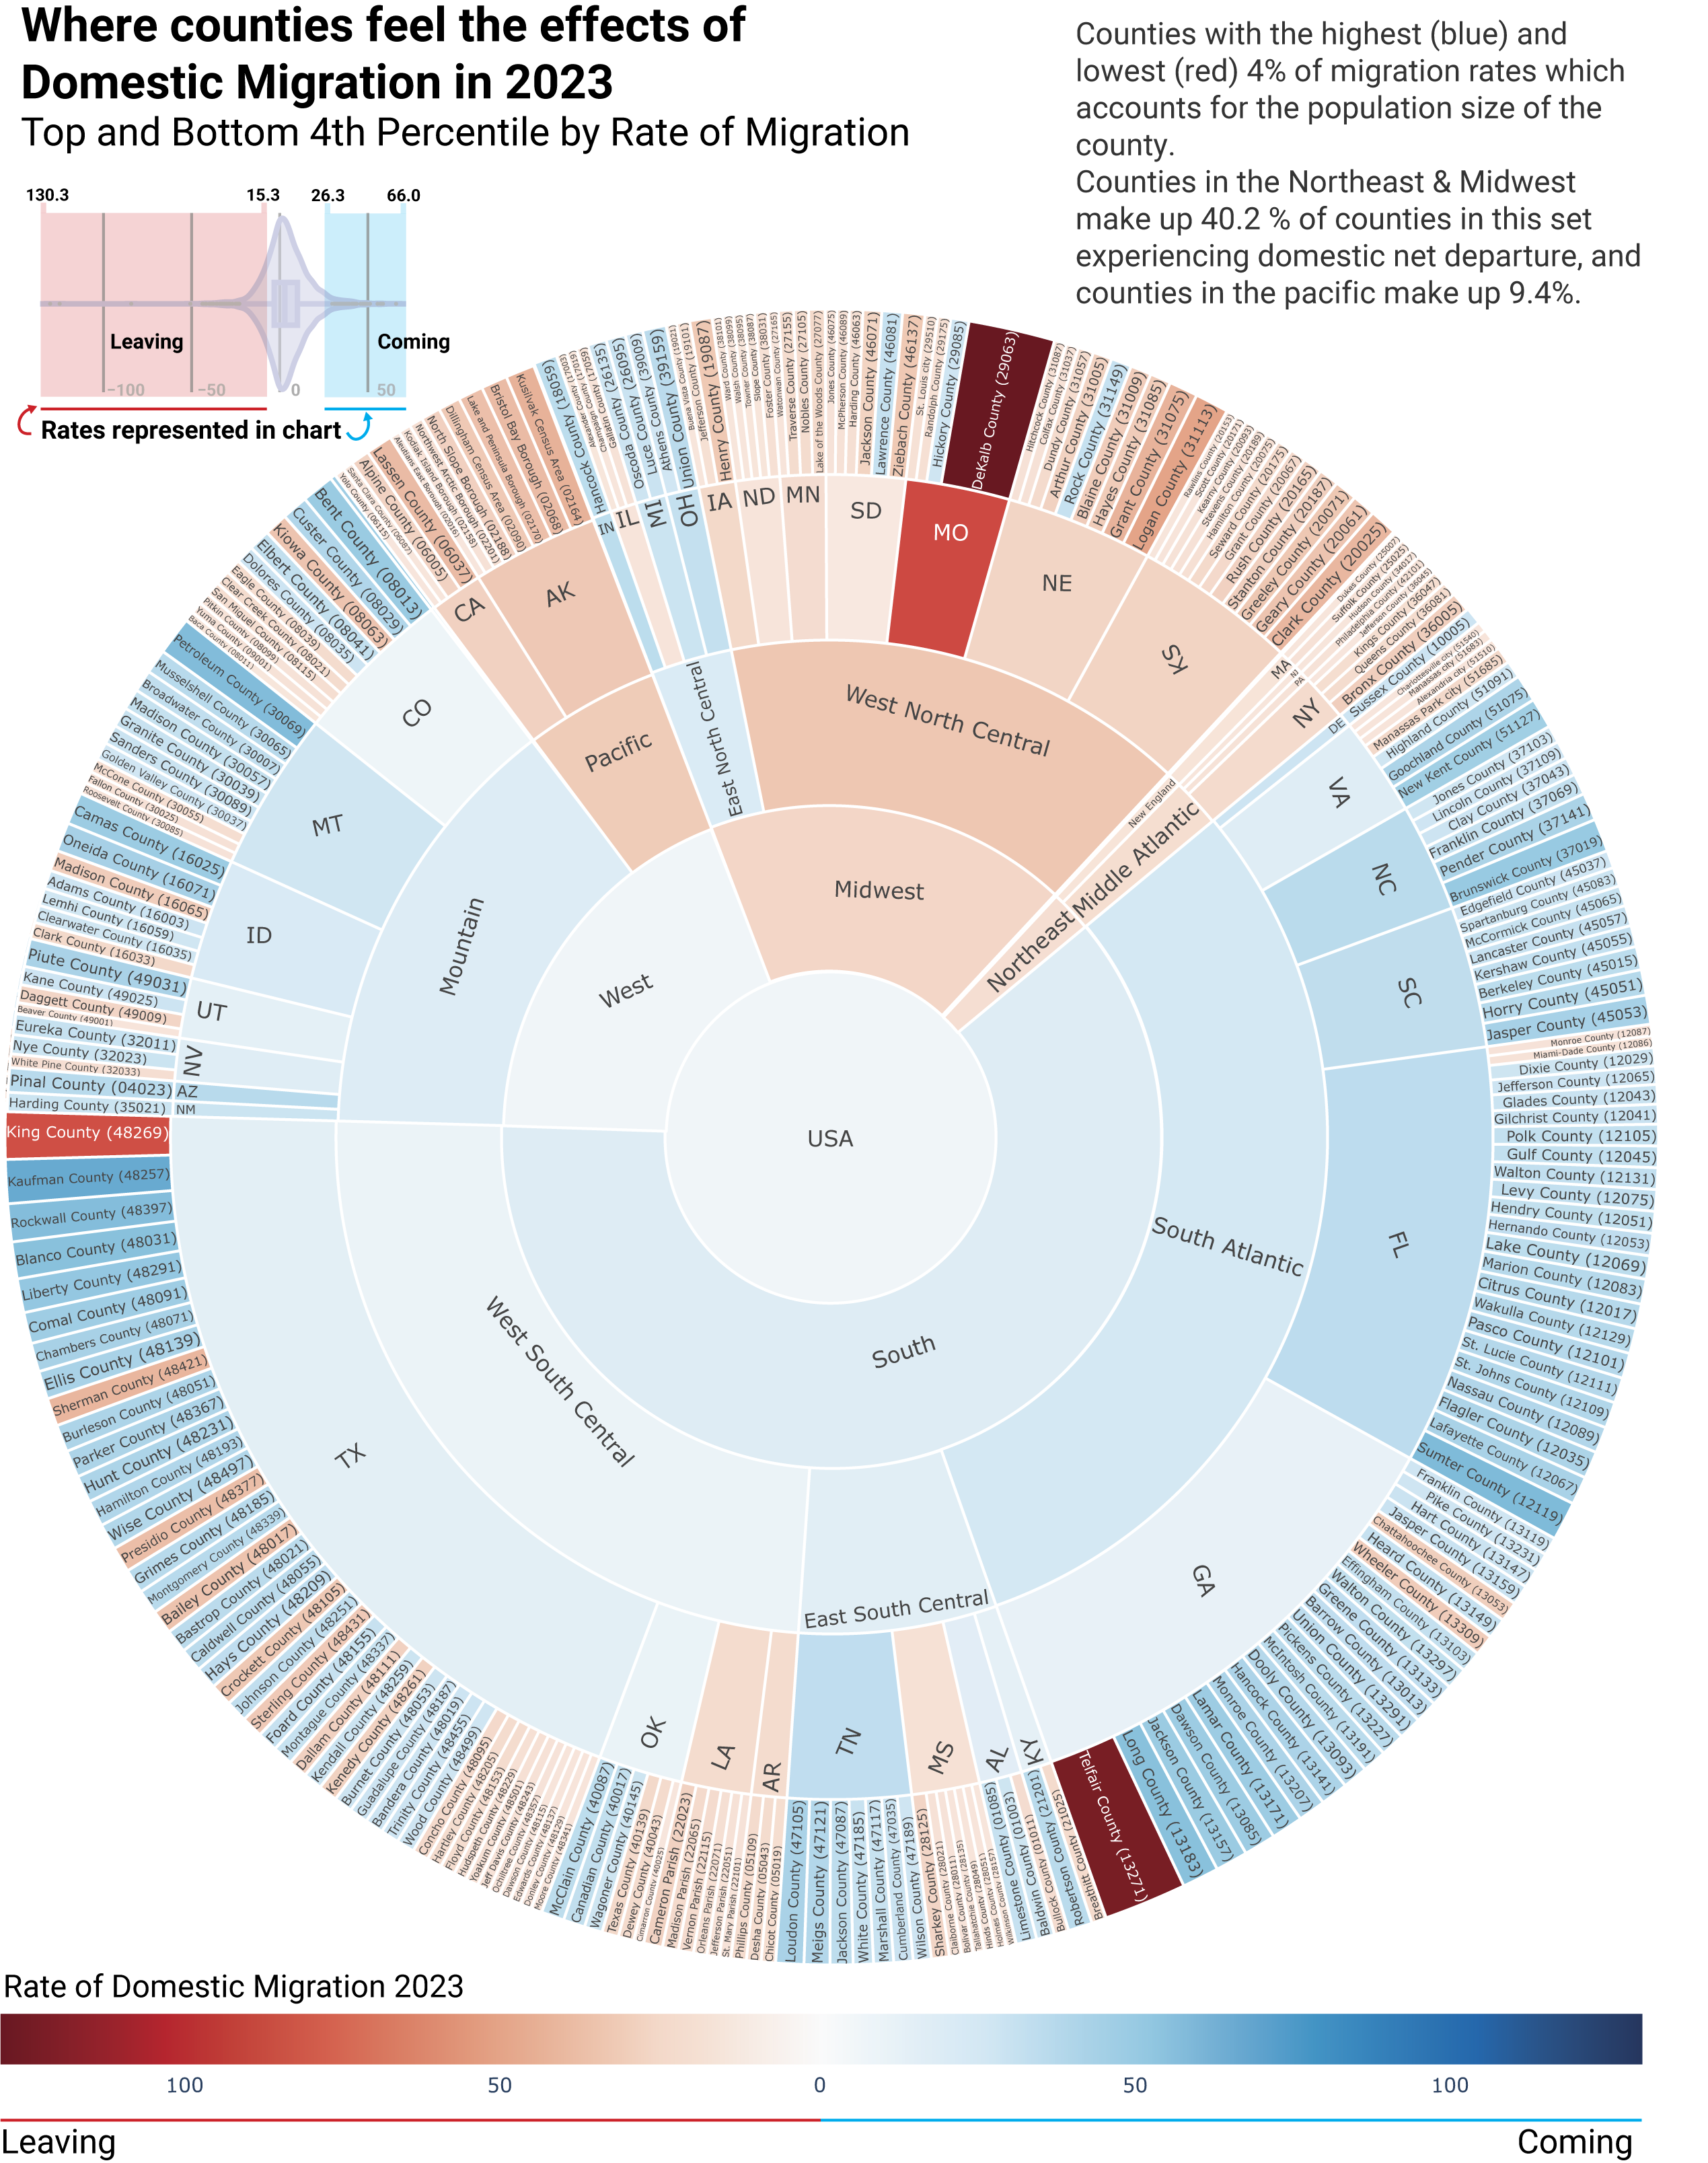 Where counties feel the effects of
Domestic Migration in 2023
Top and Bottom 4th Percentile by Rate of Migration
Counties with the highest (blue) and
lowest (red) 4% of migration rates which
accounts for the population size of the
county.
Counties in the Northeast & Midwest
make up 40.2 % of counties in this set
experiencing domestic net departure, and
counties in the pacific make up 9.4%.
130.3
15.3
26.3
66.0
Leaving
Coming
−100
−50
0
50
Rates represented in chart
USA
West
Midwest
Northeast
South
Mountain
Pacific
East North Central
West North Central
New England
Middle Atlantic
South Atlantic
East South Central
West South Central
NM
AZ
NV
UT
ID
MT
CO
CA
AK
IN
IL
MI
OH
IA
ND
MN
SD
MO
NE
KS
MA
NJ
PA
NY
DE
VA
NC
SC
FL
GA
KY
AL
MS
TN
AR
LA
OK
TX
Harding County (35021)
Pinal County (04023)
White Pine County (32033)
Nye County (32023)
Eureka County (32011)
Beaver County (49001)
Daggett County (49009)
Kane County (49025)
Piute County (49031)
Clark County (16033)
Clearwater County (16035)
Lemhi County (16059)
Adams County (16003)
Madison County (16065)
Oneida County (16071)
Camas County (16025)
Roosevelt County (30085)
Fallon County (30025)
McCone County (30055)
Golden Valley County (30037)
Sanders County (30089)
Granite County (30039)
Madison County (30057)
Broadwater County (30007)
Musselshell County (30065)
Petroleum County (30069)
Baca County (08011)
Pitkin County (08099)
San Miguel County (08115)
Clear Creek County (08021)
Eagle County (08039)
Dolores County (08035)
Elbert County (08041)
Kiowa County (08063)
Custer County (08029)
Bent County (08013)
Yolo County (06115)
Santa Clara County (06087)
Alpine County (06005)
Lassen County (06037)
Northwest Arctic Borough (02188)
North Slope Borough (02188)
Dillingham Census Area (02090)
Lake and Peninsula Borough (02170)
Bristol Bay Borough (02068)
Kusilvak Census Area (02164)
Hancock County (18059)
Oscoda County (26135)
Luce County (26095)
Athens County (39009)
Union County (39159)
Buena Vista County (19021)
Jefferson County (19101)
Henry County (19087)
Ward County (38101)
Walsh County (38099)
Towner County (38095)
Slope County (38087)
Foster County (38031)
Watonwan County (27165)
Traverse County (27155)
Nobles County (27105)
Lake of the Woods County (27077)
Jones County (46075)
McPherson County (46089)
Harding County (46063)
Jackson County (46071)
Lawrence County (46081)
Ziebach County (46137)
St. Louis city (29510)
Randolph County (29175)
Hickory County (29085)
DeKalb County (29063)
Hitchcock County (31087)
Colfax County (31037)
Dundy County (31057)
Arthur County (31005)
Rock County (31149)
Blaine County (31009)
Hayes County (31085)
Grant County (31075)
Logan County (31113)
Rawlins County (20153)
Scott County (20171)
Kearny County (20093)
Stevens County (20189)
Hamilton County (20075)
Seward County (20175)
Grant County (20067)
Rush County (20165)
Stanton County (20187)
Greeley County (20071)
Geary County (20061)
Clark County (20025)
Dukes County (25007)
Suffolk County (25025)
Hudson County (34017)
Philadelphia County (42101)
Jefferson County (36045)
Kings County (36047)
Queens County (36081)
Bronx County (36005)
Sussex County (10005)
Charlottesville city (51540)
Manassas city (51683)
Alexandria city (51510)
Manassas Park city (51685)
Highland County (51091)
Goochland County (51075)
New Kent County (51127)
Jones County (37103)
Lincoln County (37109)
Clay County (37043)
Franklin County (37069)
Pender County (37141)
Brunswick County (37019)
Edgefield County (45037)
Spartanburg County (45083)
McCormick County (45065)
Lancaster County (45057)
Kershaw County (45055)
Berkeley County (45015)
Horry County (45051)
Jasper County (45053)
Monroe County (12087)
Miami-Dade County (12086)
Dixie County (12029)
Jefferson County (12065)
Glades County (12043)
Gilchrist County (12041)
Polk County (12105)
Gulf County (12045)
Walton County (12131)
Levy County (12075)
Hendry County (12051)
Hernando County (12053)
Lake County (12069)
Marion County (12083)
Citrus County (12017)
Wakulla County (12129)
Pasco County (12101)
St. Lucie County (12111)
St. Johns County (12109)
Nassau County (12089)
Flagler County (12035)
Lafayette County (12067)
Sumter County (12119)
Franklin County (13119)
Pike County (13231)
Hart County (13147)
Jasper County (13159)
Chattahoochee County (13053)
Heard County (13149)
Wheeler County (13309)
Effingham County (13103)
Walton County (13297)
Greene County (13133)
Barrow County (13013)
Union County (13291)
Pickens County (13227)
McIntosh County (13191)
Dooly County (13093)
Hancock County (13141)
Monroe County (13207)
Lamar County (13171)
Dawson County (13085)
Jackson County (13157)
Long County (13183)
Telfair County (13271)
Breathitt County (21025)
Robertson County (21201)
Bullock County (01011)
Baldwin County (01003)
Limestone County (01085)
Wilkinson County (28157)
Holmes County (28051)
Hinds County (28049)
Tallahatchie County (28135)
Bolivar County (28011)
Claiborne County (28021)
Sharkey County (28125)
Wilson County (47189)
Cumberland County (47035)
Marshall County (47117)
White County (47185)
Jackson County (47087)
Meigs County (47121)
Loudon County (47105)
Chicot County (05019)
Desha County (05043)
Phillips County (05109)
St. Mary Parish (22101)
Jefferson Parish (22051)
Orleans Parish (22071)
Vernon Parish (22115)
Madison Parish (22065)
Cameron Parish (22023)
Cimarron County (40025)
Dewey County (40043)
Texas County (40139)
Wagoner County (40145)
Canadian County (40017)
McClain County (40087)
Moore County (48341)
Donley County (48129)
Edwards County (48137)
Dawson County (48115)
Ochiltree County (48357)
Jeff Davis County (48243)
Yoakum County (48501)
Hudspeth County (48229)
Floyd County (48153)
Hartley County (48205)
Concho County (48095)
Wood County (48499)
Trinity County (48455)
Bandera County (48019)
Guadalupe County (48187)
Burnet County (48053)
Kenedy County (48261)
Kendall County (48259)
Dallam County (48111)
Montague County (48337)
Foard County (48155)
Sterling County (48431)
Johnson County (48251)
Crockett County (48105)
Hays County (48209)
Caldwell County (48055)
Bastrop County (48021)
Bailey County (48017)
Montgomery County (48339)
Grimes County (48185)
Presidio County (48377)
Wise County (48497)
Hamilton County (48193)
Hunt County (48231)
Parker County (48367)
Burleson County (48051)
Sherman County (48421)
Ellis County (48139)
Chambers County (48071)
Comal County (48091)
Liberty County (48291)
Blanco County (48031)
Rockwall County (48397)
Kaufman County (48257)
King County (48269)
Rate of Domestic Migration 2023
100
50
0
50
100
Leaving
Coming